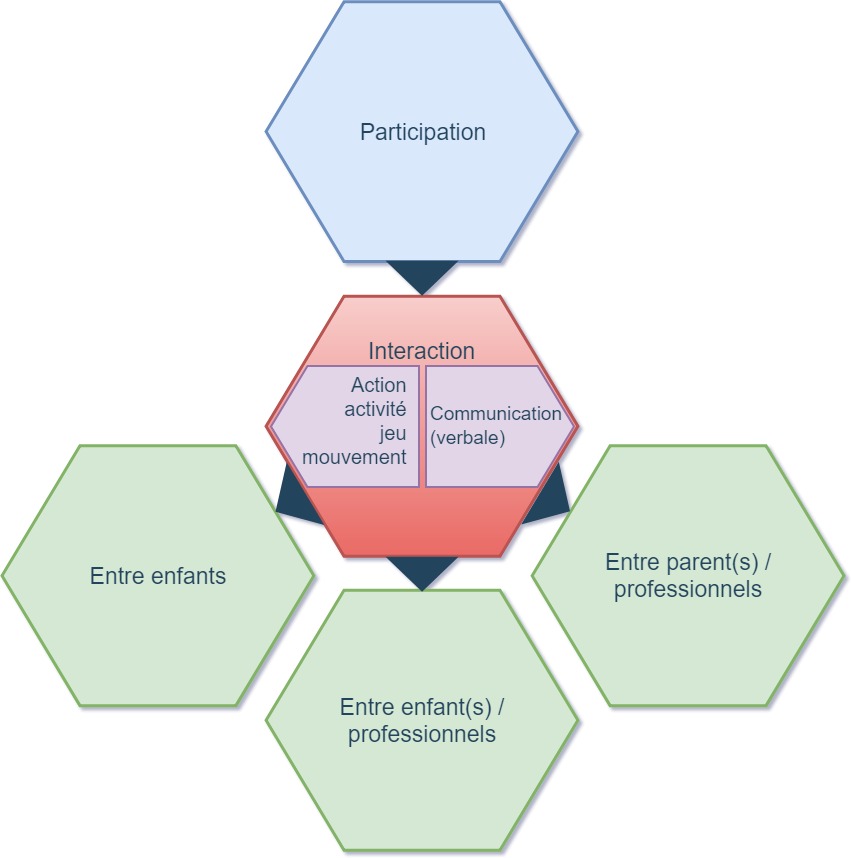 Participation
Interaction
Action
activité
jeu
mouvement
Communication
(verbale)
Entre enfants
Entre parent(s) /
professionnels
Entre enfant(s) /
professionnels